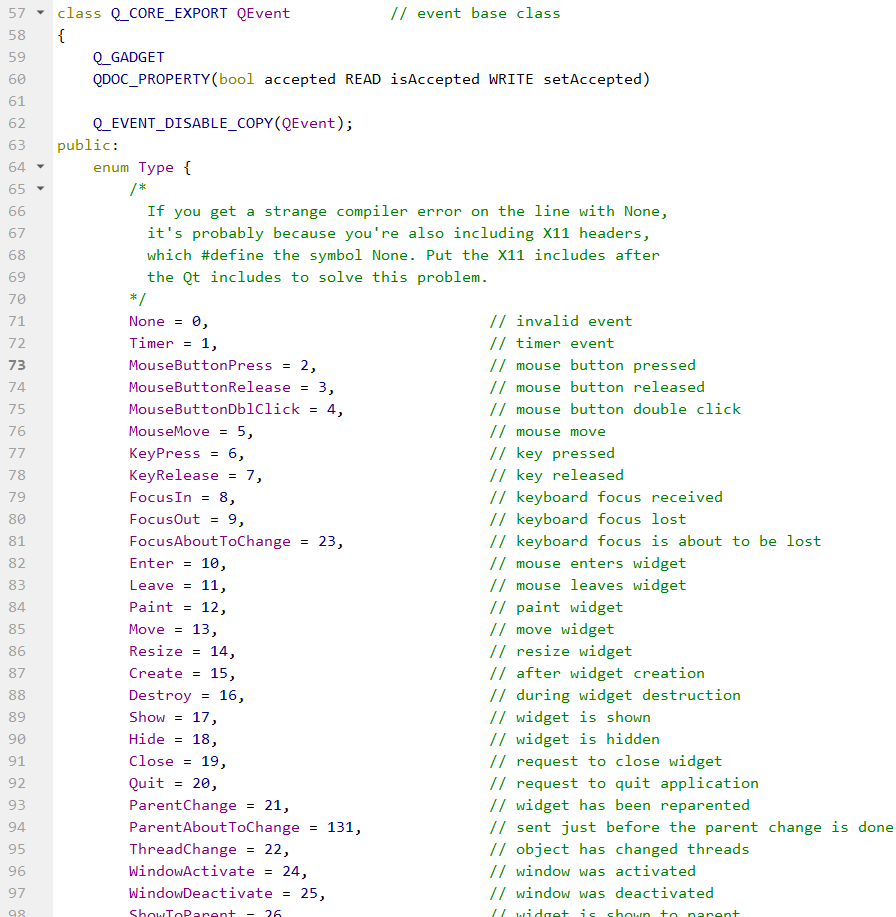 57 class Q_CORE_EXPORT QEvent           // event base class
58 {
59     Q_GADGET
60     QDOC_PROPERTY(bool accepted READ isAccepted WRITE setAccepted)
61
62     Q_EVENT_DISABLE_COPY(QEvent);
63 public:
64     enum Type {
65         /*
66           If you get a strange compiler error on the line with None,
67           it's probably because you're also including X11 headers,
68           which #define the symbol None. Put the X11 includes after
69           the Qt includes to solve this problem.
70         */
71         None = 0,                               // invalid event
72         Timer = 1,                              // timer event
73         MouseButtonPress = 2,                   // mouse button pressed
74         MouseButtonRelease = 3,                 // mouse button released
75         MouseButtonDblClick = 4,                // mouse button double click
76         MouseMove = 5,                          // mouse move
77         KeyPress = 6,                           // key pressed
78         KeyRelease = 7,                         // key released
79         FocusIn = 8,                            // keyboard focus received
80         FocusOut = 9,                           // keyboard focus lost
81         FocusAboutToChange = 23,                // keyboard focus is about to be lost
82         Enter = 10,                             // mouse enters widget
83         Leave = 11,                             // mouse leaves widget
84         Paint = 12,                             // paint widget
85         Move = 13,                              // move widget
86         Resize = 14,                            // resize widget
87         Create = 15,                            // after widget creation
88         Destroy = 16,                           // during widget destruction
89         Show = 17,                              // widget is shown
90         Hide = 18,                              // widget is hidden
91         Close = 19,                             // request to close widget
92         Quit = 20,                              // request to quit application
93         ParentChange = 21,                      // widget has been reparented
94         ParentAboutToChange = 131,              // sent just before the parent change is done
95         ThreadChange = 22,                      // object has changed threads
96         WindowActivate = 24,                    // window was activated
97         WindowDeactivate = 25,                  // window was deactivated
98         ShowToParent = 26                       // widget is shown to parent